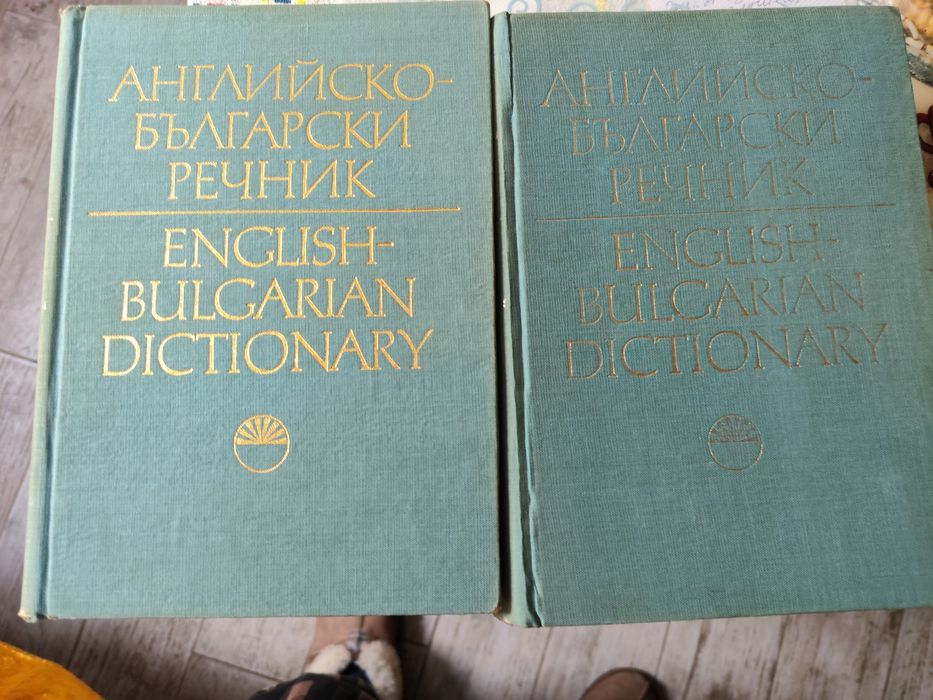 АНГЛИЙСКО-
БЪЛГАРСКИ
РЕЧНИК
ENGLISH-
BULGARIAN
DICTIONARY
АНГЛИЙСКО-
БЪЛГАРСКИ
РЕЧНИК
ENGLISH-
BULGARIAN
DICTIONARY